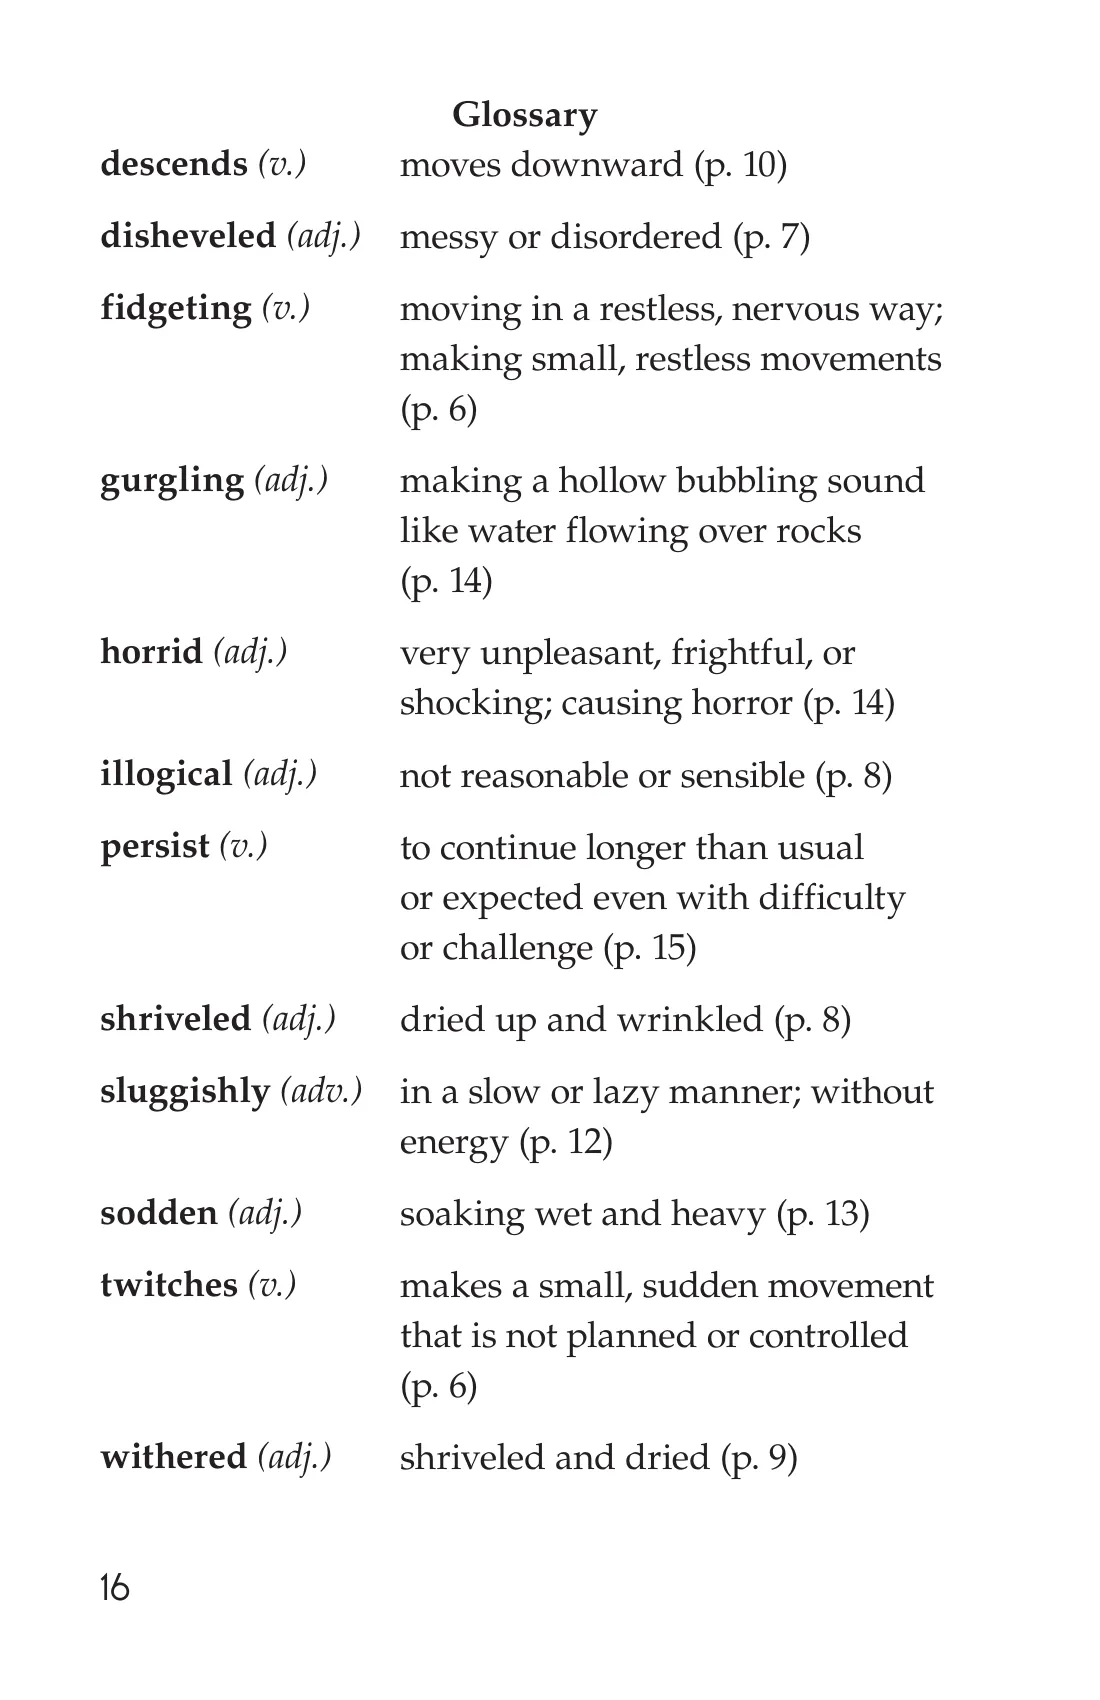 Glossary
descends (v.) moves downward (p. 10)
disheveled (adj.) messy or disordered (p. 7)
fidgeting (v.) moving in a restless, nervous way;
making small, restless movements
(p. 6)
gurgling (adj.) making a hollow bubbling sound
like water flowing over rocks
(p. 14)
horrid (adj.) very unpleasant, frightful, or
shocking; causing horror (p. 14)
illogical (adj.) not reasonable or sensible (p. 8)
persist (v.) to continue longer than usual
or expected even with difficulty
or challenge (p. 15)
shriveled (adj.) dried up and wrinkled (p. 8)
sluggishly (adv.) in a slow or lazy manner; without
energy (p. 12)
sodden (adj.) soaking wet and heavy (p. 13)
twitches (v.) makes a small, sudden movement
that is not planned or controlled
(p. 6)
withered (adj.) shriveled and dried (p. 9)
16